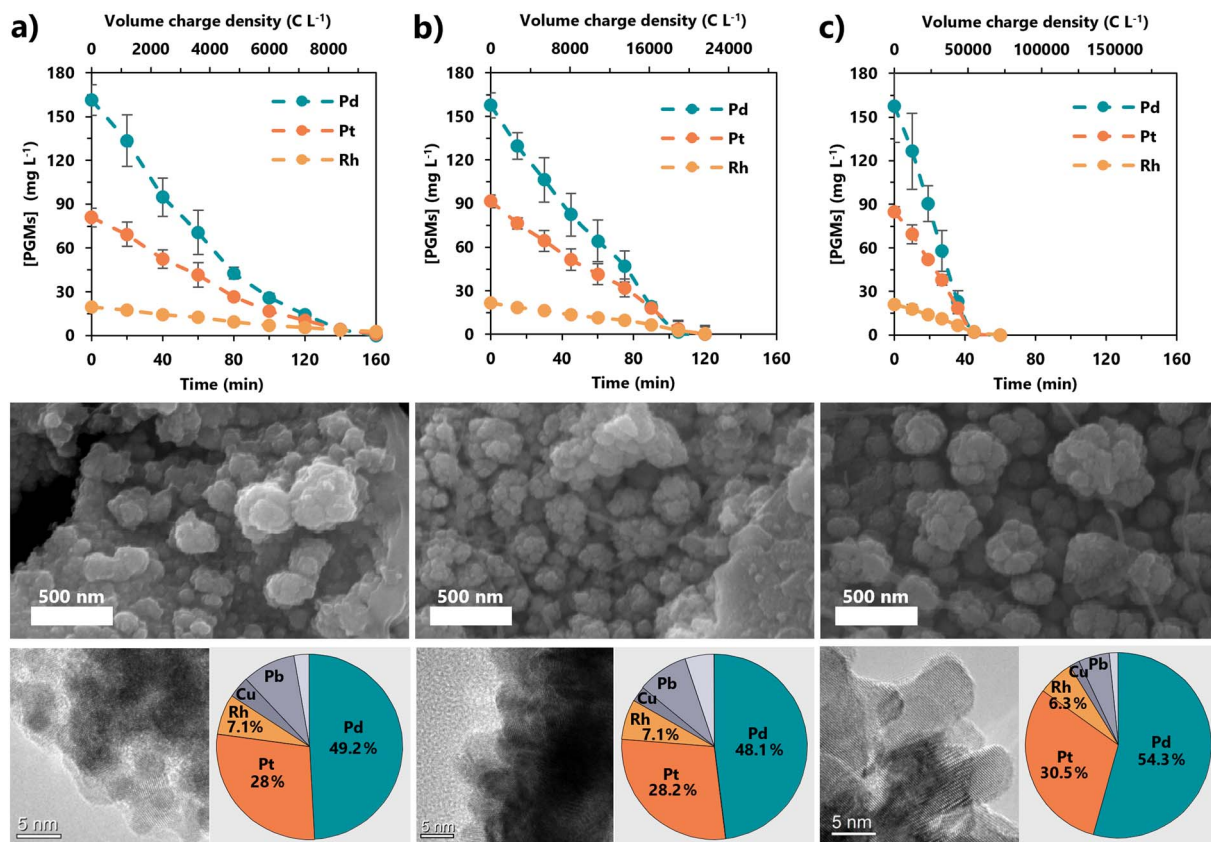 a)
Volume charge density (C L⁻¹)
0 2000 4000 6000 8000
180
150
120
90
60
30
0
[PGMs] (mg L⁻¹)
Pd
Pt
Rh
0 40 80 120 160
Time (min)
b)
Volume charge density (C L⁻¹)
0 8000 16000 24000
180
150
120
90
60
30
0
[PGMs] (mg L⁻¹)
Pd
Pt
Rh
0 40 80 120 160
Time (min)
c)
Volume charge density (C L⁻¹)
0 50000 100000 150000
180
150
120
90
60
30
0
[PGMs] (mg L⁻¹)
Pd
Pt
Rh
0 40 80 120 160
Time (min)
500 nm
500 nm
500 nm
5 nm
Pb
Cu
Rh
7.1%
Pd
49.2%
Pt
28%
5 nm
Pb
Cu
Rh
7.1%
Pd
48.1%
Pt
28.2%
5 nm
Pb
Cu
Rh
6.3%
Pd
54.3%
Pt
30.5%